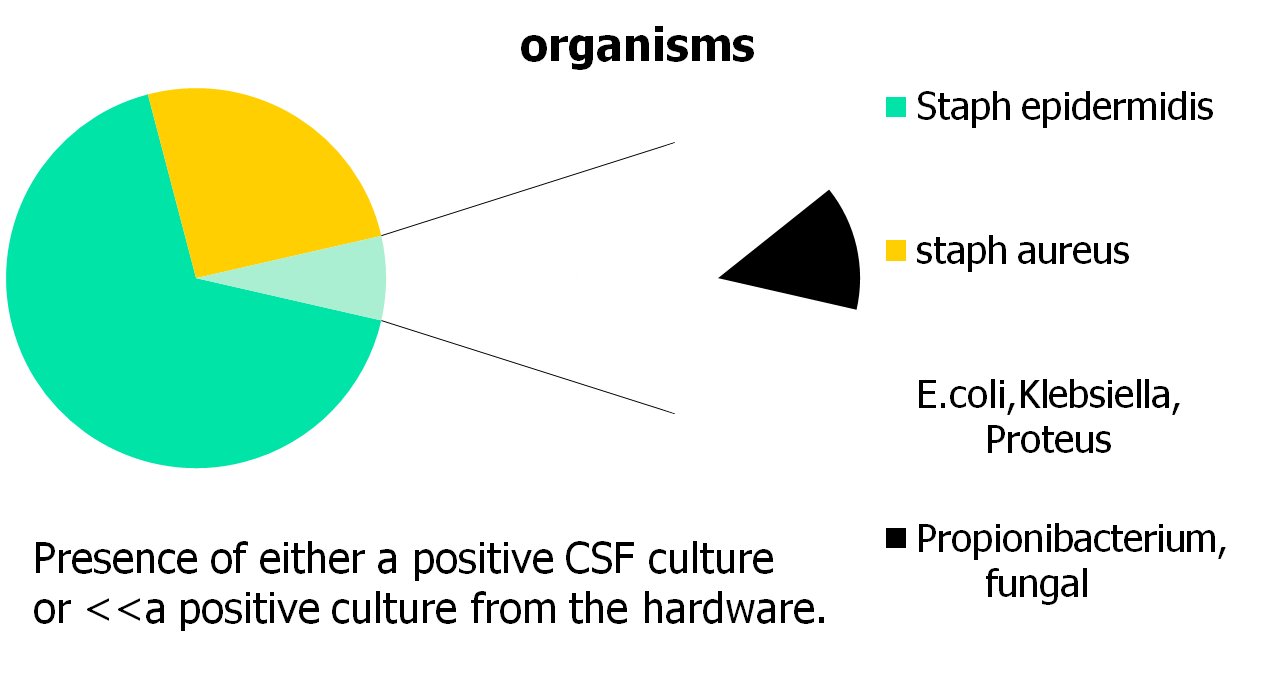 organisms
Staph epidermidis
staph aureus
E.coli,Klebsiella,
Proteus
Propionibacterium,
fungal
Presence of either a positive CSF culture
or <<a positive culture from the hardware.